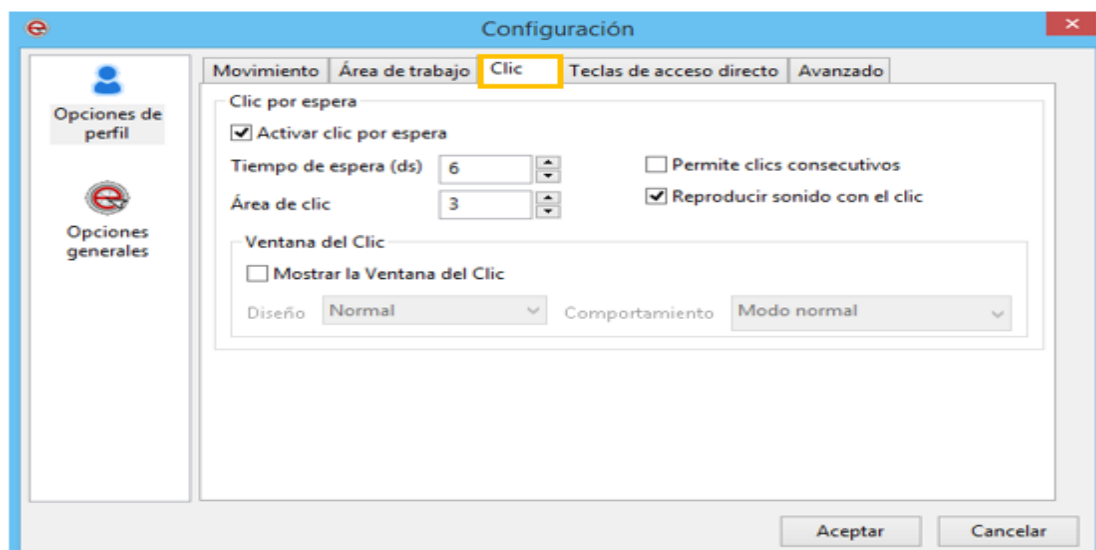 Configuración
Opciones de
perfil
Opciones
generales
Movimiento Área de trabajo Clic Teclas de acceso directo Avanzado
Clic por espera
Activar clic por espera
Tiempo de espera (ds) 6 Permite clics consecutivos
Área de clic 3 Reproducir sonido con el clic
Ventana del Clic
Mostrar la Ventana del Clic
Diseño Normal Comportamiento Modo normal
Aceptar Cancelar